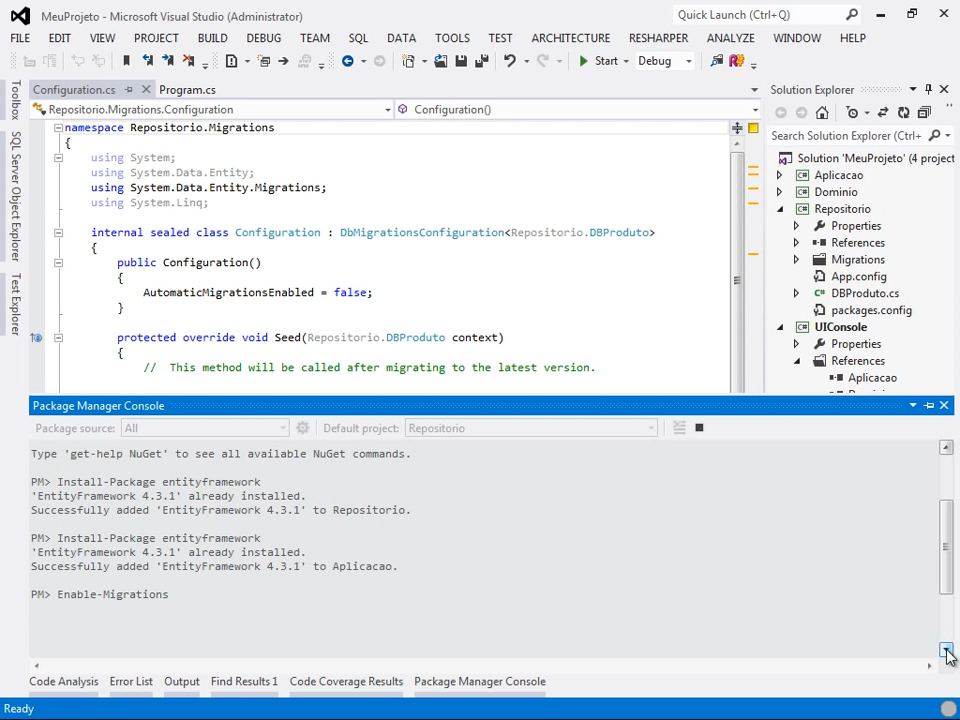 MeuProjeto - Microsoft Visual Studio (Administrator)
Quick Launch (Ctrl+Q)
FILE EDIT VIEW PROJECT BUILD DEBUG TEAM SQL DATA TOOLS TEST ARCHITECTURE RESHARPER ANALYZE WINDOW HELP
Start Debug
Toolbox
SQL Server Object Explorer
Test Explorer
Configuration.cs Program.cs
Repositorio.Migrations.Configuration Configuration()
namespace Repositorio.Migrations
{
using System;
using System.Data.Entity;
using System.Data.Entity.Migrations;
using System.Linq;
internal sealed class Configuration : DbMigrationsConfiguration<Repositorio.DBProduto>
{
public Configuration()
{
AutomaticMigrationsEnabled = false;
}
protected override void Seed(Repositorio.DBProduto context)
{
// This method will be called after migrating to the latest version.
Solution Explorer
Search Solution Explorer (Ctrl+
Solution 'MeuProjeto' (4 project
Aplicacao
Dominio
Repositorio
Properties
References
Migrations
App.config
DBProduto.cs
packages.config
UIConsole
Properties
References
Aplicacao
Package Manager Console
Package source: All Default project: Repositorio
Type 'get-help NuGet' to see all available NuGet commands.
PM> Install-Package entityframework
'EntityFramework 4.3.1' already installed.
Successfully added 'EntityFramework 4.3.1' to Repositorio.
PM> Install-Package entityframework
'EntityFramework 4.3.1' already installed.
Successfully added 'EntityFramework 4.3.1' to Aplicacao.
PM> Enable-Migrations
Code Analysis Error List Output Find Results 1 Code Coverage Results Package Manager Console
Ready